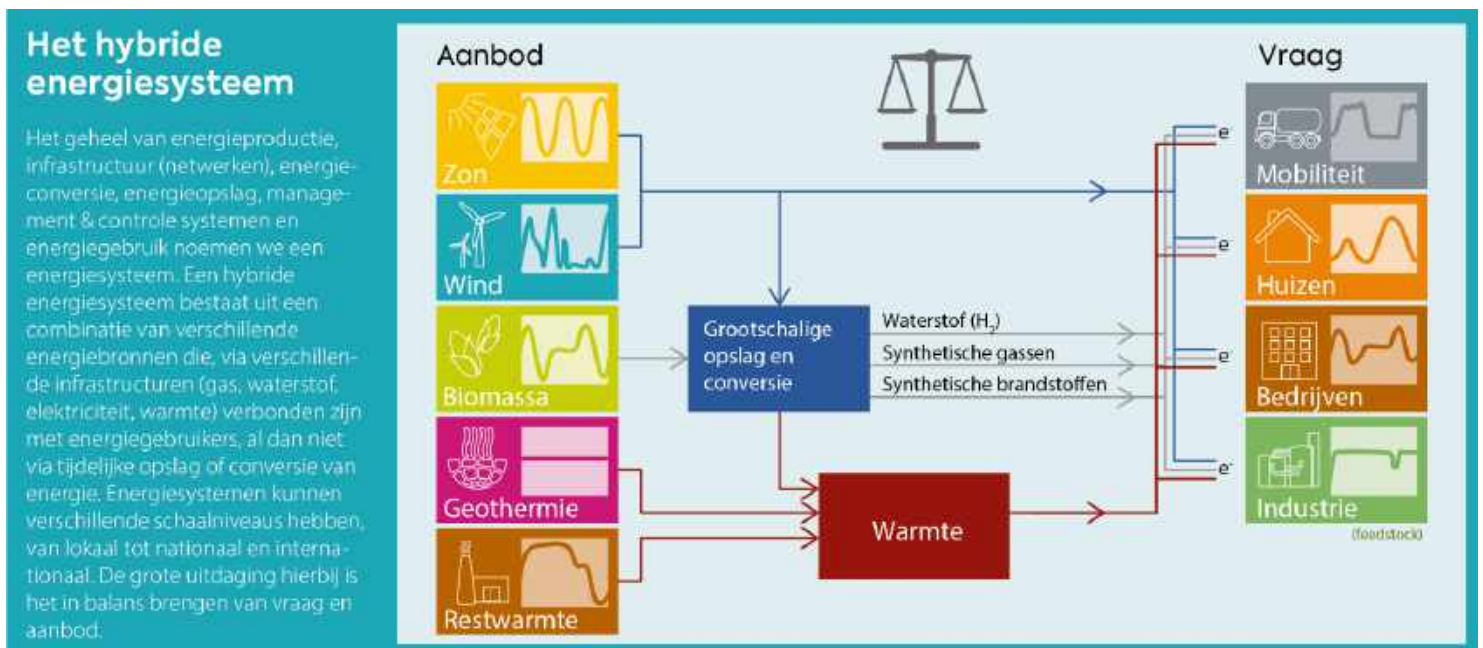 Het hybride
energiesysteem
Het geheel van energieproductie,
infrastructuur (netwerken), energie-
conversie, energieopslag, manage-
ment & controle systemen en
energiegebruik noemen we een
energiesysteem. Een hybride
energiesysteem bestaat uit een
combinatie van verschillende
energiebronnen die, via verschillen-
de infrastructuren (gas, waterstof,
elektriciteit, warmte) verbonden zijn
met energiegebruikers, al dan niet
via tijdelijke opslag of conversie van
energie. Energiesystemen kunnen
verschillende schaalniveaus hebben,
van lokaal tot nationaal en interna-
tionaal. De grote uitdaging hierbij is
het in balans brengen van vraag en
aanbod.
Aanbod
Zon
Wind
Biomassa
Geothermie
Restwarmte
Grootschalige
opslag en
conversie
Waterstof (H₂)
Synthetische gassen
Synthetische brandstoffen
Warmte
Vraag
e⁻
Mobiliteit
e⁻
Huizen
e⁻
Bedrijven
e⁻
Industrie
(feedstock)